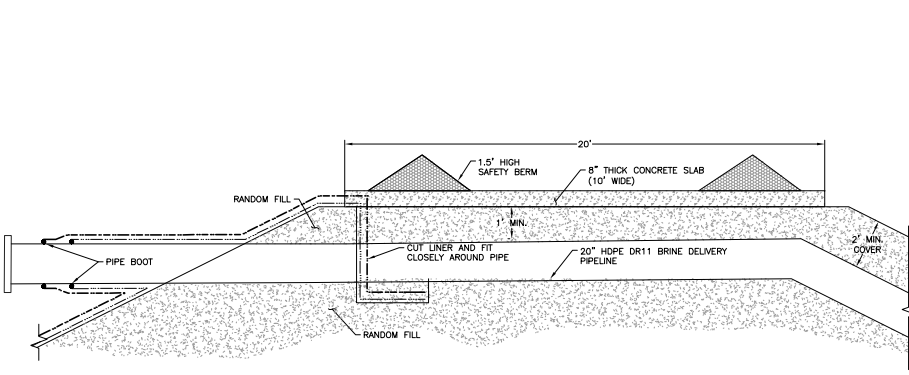 20'
1.5' HIGH
SAFETY BERM
8" THICK CONCRETE SLAB
(10' WIDE)
RANDOM FILL
1' MIN.
2' MIN.
COVER
CUT LINER AND FIT
CLOSELY AROUND PIPE
20" HDPE DR11 BRINE DELIVERY
PIPELINE
PIPE BOOT
RANDOM FILL